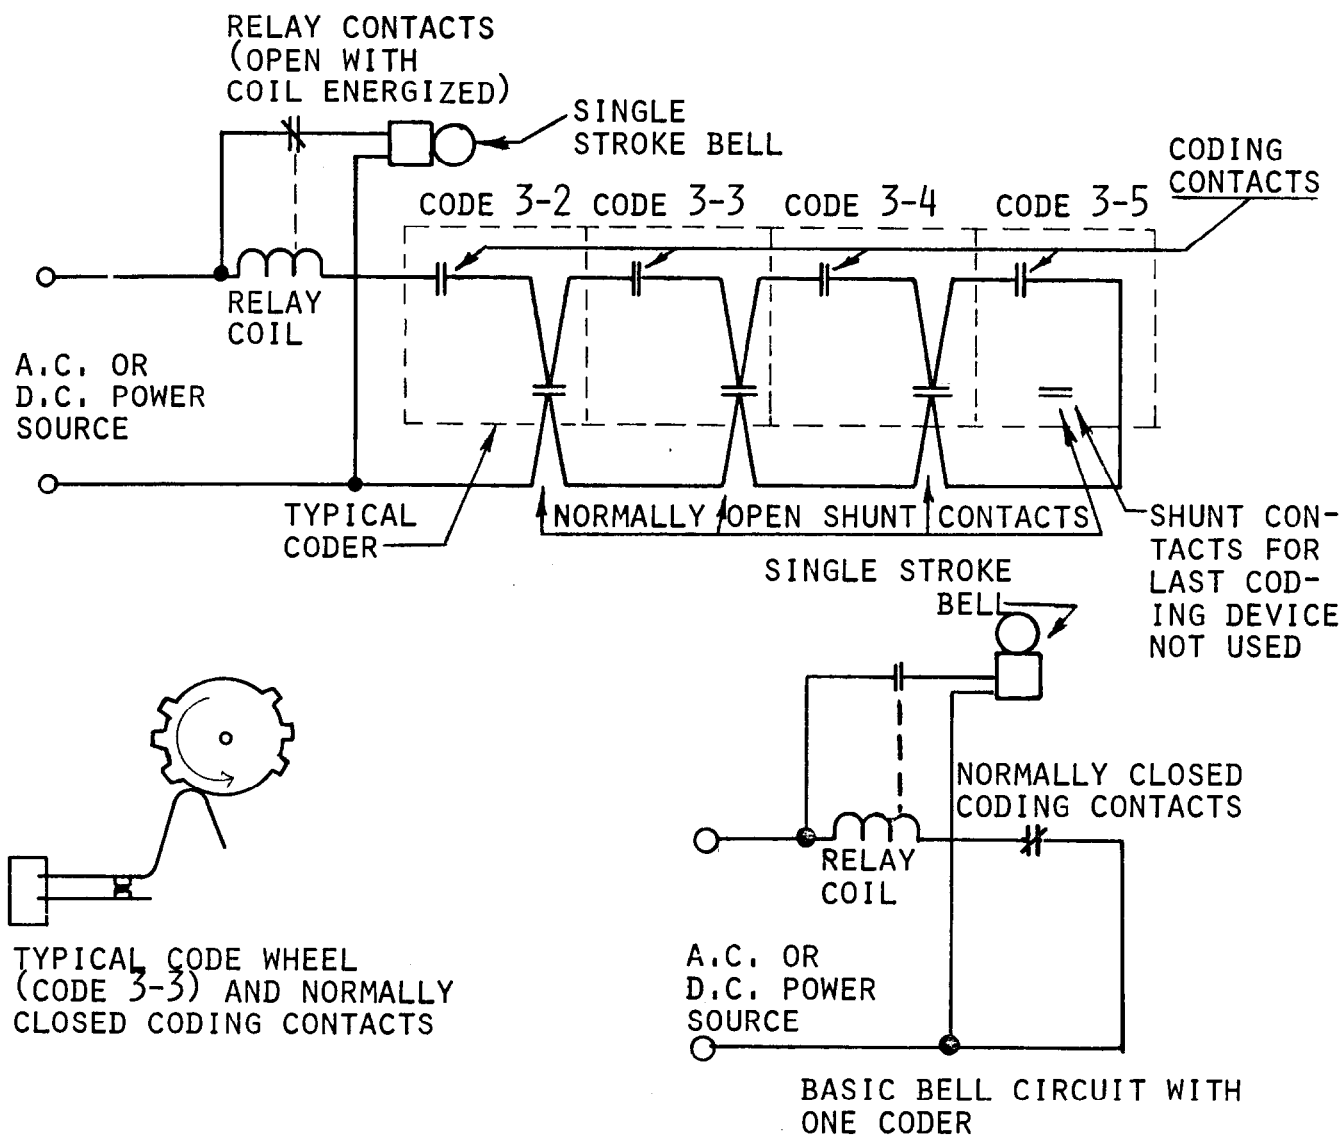 RELAY CONTACTS
(OPEN WITH
COIL ENERGIZED)
SINGLE
STROKE BELL
CODING
CONTACTS
CODE 3-2
CODE 3-3
CODE 3-4
CODE 3-5
RELAY
COIL
A.C. OR
D.C. POWER
SOURCE
TYPICAL
CODER
NORMALLY OPEN SHUNT CONTACTS
SHUNT CON-
TACTS FOR
LAST COD-
ING DEVICE
NOT USED
SINGLE STROKE
BELL
NORMALLY CLOSED
CODING CONTACTS
RELAY
COIL
A.C. OR
D.C. POWER
SOURCE
TYPICAL CODE WHEEL
(CODE 3-3) AND NORMALLY
CLOSED CODING CONTACTS
BASIC BELL CIRCUIT WITH
ONE CODER